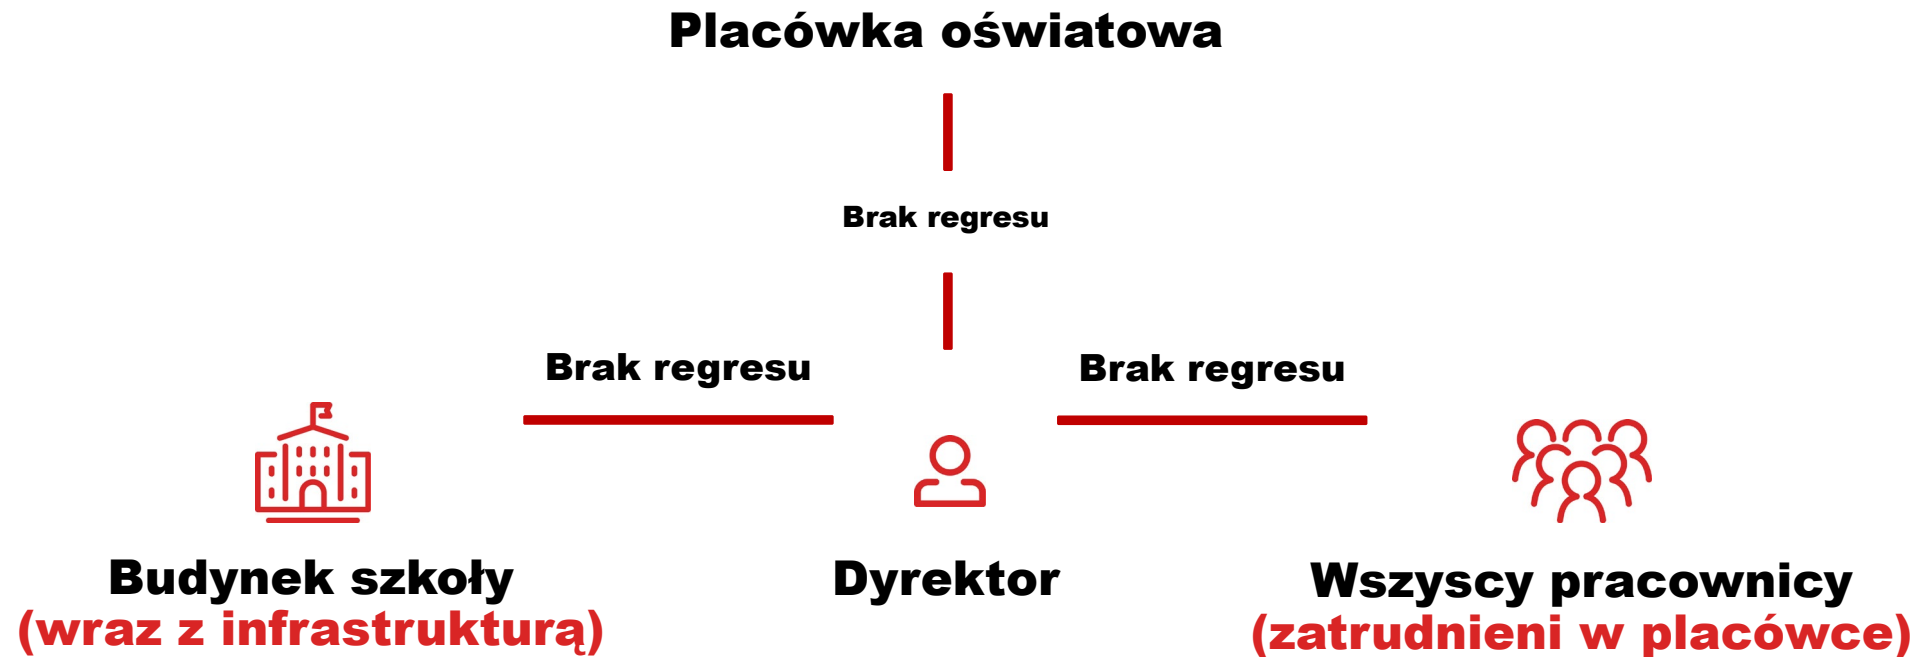 Placówka oświatowa
Brak regresu
Brak regresu
Brak regresu
Budynek szkoły
(wraz z infrastrukturą)
Dyrektor
Wszyscy pracownicy
(zatrudnieni w placówce)